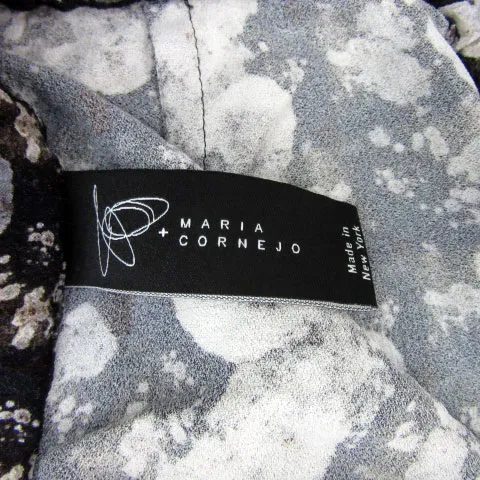 + MARIA
CORNEJO
Made in
New York